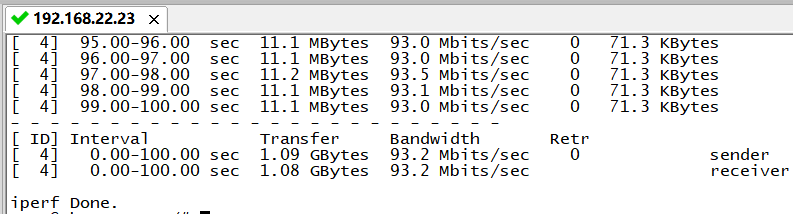 192.168.22.23 ×
[  4]  95.00-96.00  sec  11.1 MBytes  93.0 Mbits/sec    0   71.3 KBytes
[  4]  96.00-97.00  sec  11.1 MBytes  93.0 Mbits/sec    0   71.3 KBytes
[  4]  97.00-98.00  sec  11.2 MBytes  93.5 Mbits/sec    0   71.3 KBytes
[  4]  98.00-99.00  sec  11.1 MBytes  93.1 Mbits/sec    0   71.3 KBytes
[  4]  99.00-100.00 sec  11.1 MBytes  93.0 Mbits/sec    0   71.3 KBytes
- - - - - - - - - - - - - - - - - - - - - - - - -
[ ID] Interval           Transfer     Bandwidth       Retr
[  4]   0.00-100.00 sec  1.09 GBytes  93.2 Mbits/sec    0             sender
[  4]   0.00-100.00 sec  1.08 GBytes  93.2 Mbits/sec                  receiver
iperf Done.